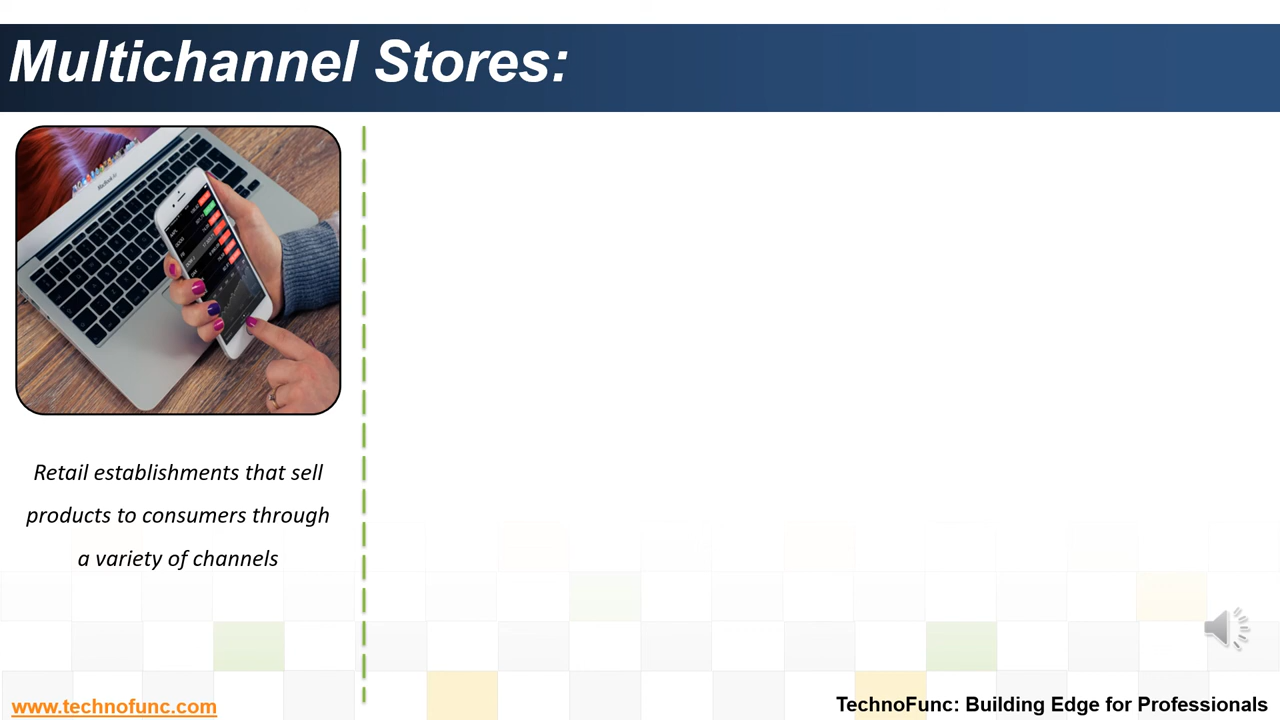 Multichannel Stores:
Retail establishments that sell
products to consumers through
a variety of channels
www.technofunc.com
TechnoFunc: Building Edge for Professionals